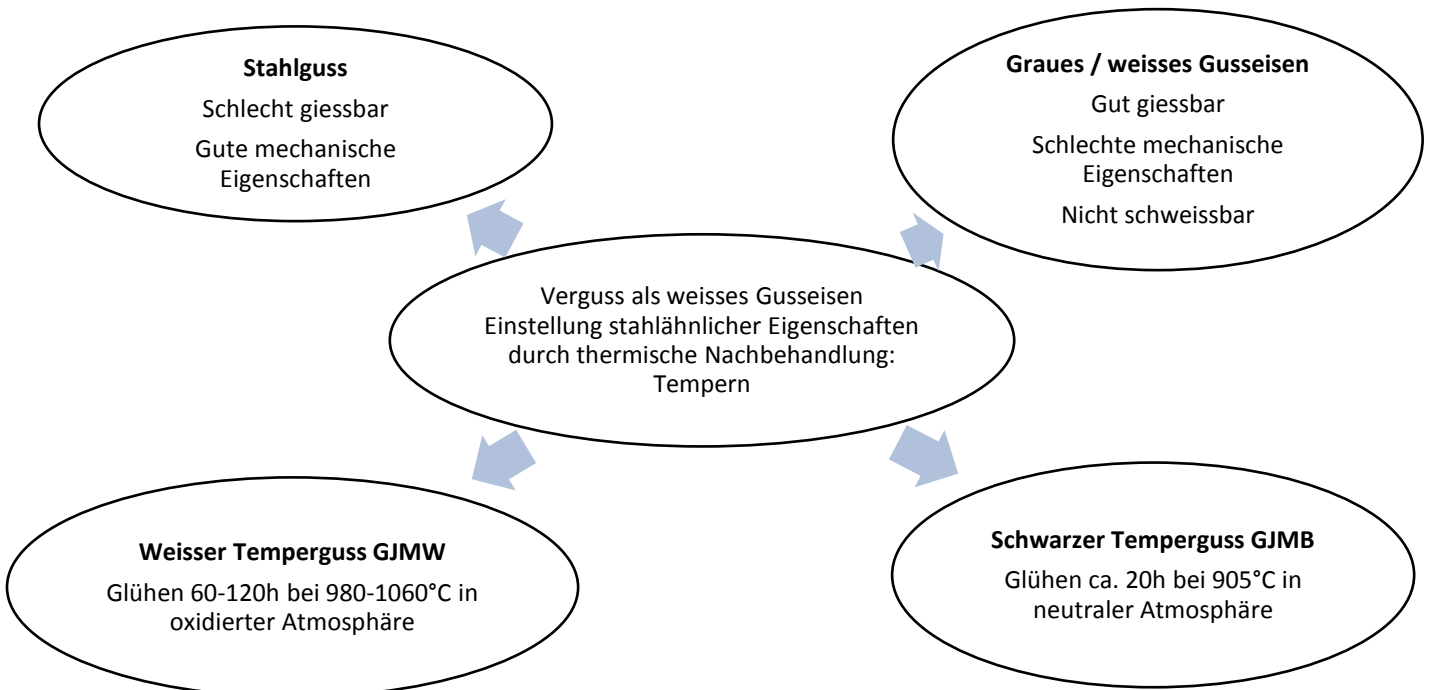 Stahlguss
Schlecht giessbar
Gute mechanische
Eigenschaften
Graues / weisses Gusseisen
Gut giessbar
Schlechte mechanische
Eigenschaften
Nicht schweissbar
Verguss als weisses Gusseisen
Einstellung stahlähnlicher Eigenschaften
durch thermische Nachbehandlung:
Tempern
Weisser Temperguss GJMW
Glühen 60-120h bei 980-1060°C in
oxidierter Atmosphäre
Schwarzer Temperguss GJMB
Glühen ca. 20h bei 905°C in
neutraler Atmosphäre